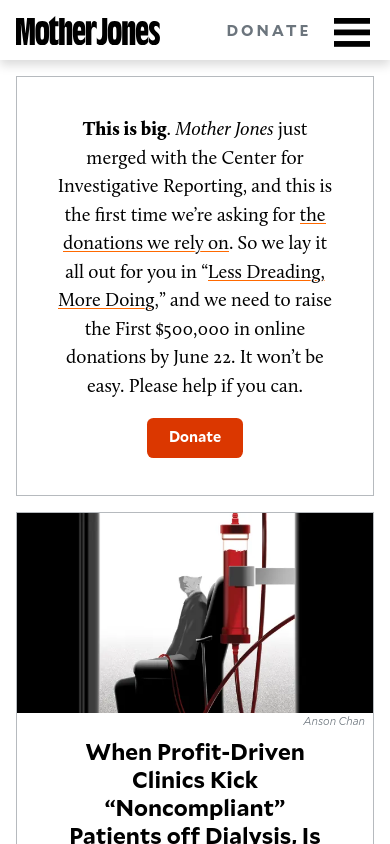 Mother Jones
DONATE
This is big. Mother Jones just
merged with the Center for
Investigative Reporting, and this is
the first time we’re asking for the
donations we rely on. So we lay it
all out for you in “Less Dreading,
More Doing,” and we need to raise
the First $500,000 in online
donations by June 22. It won’t be
easy. Please help if you can.
Donate
Anson Chan
When Profit-Driven
Clinics Kick
“Noncompliant”
Patients off Dialysis, Is